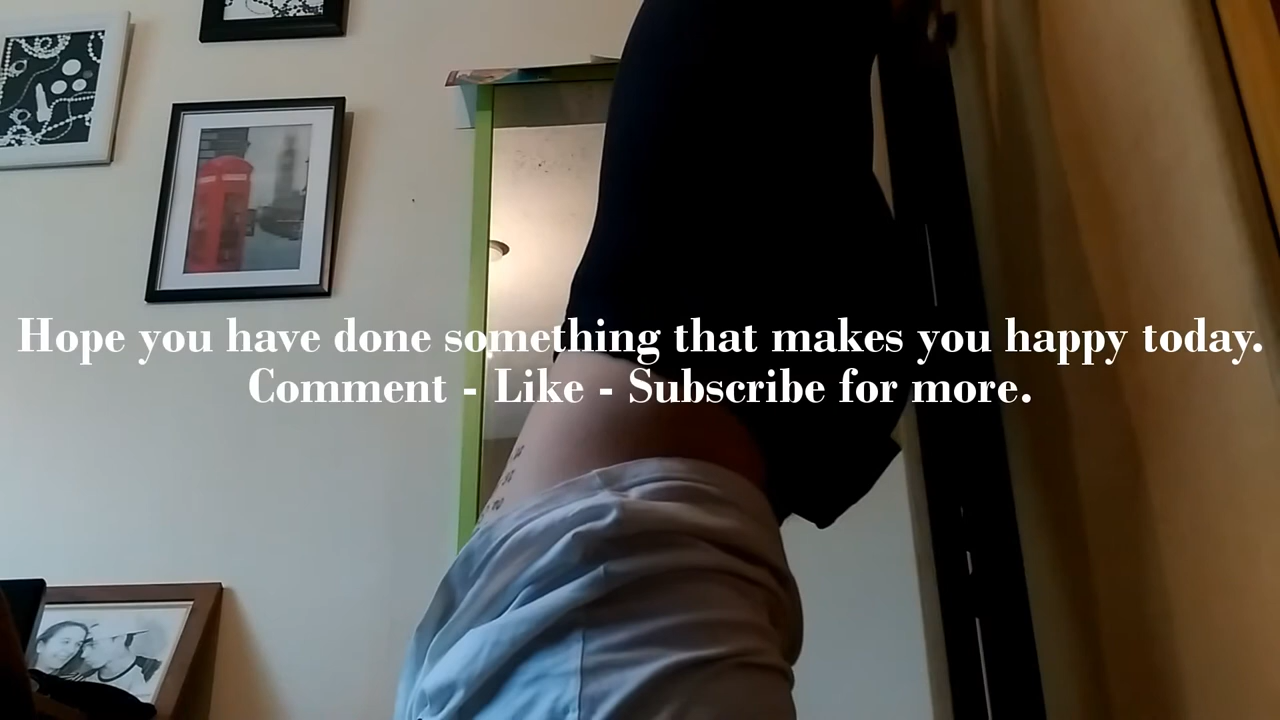 Hope you have done something that makes you happy today.
Comment - Like - Subscribe for more.